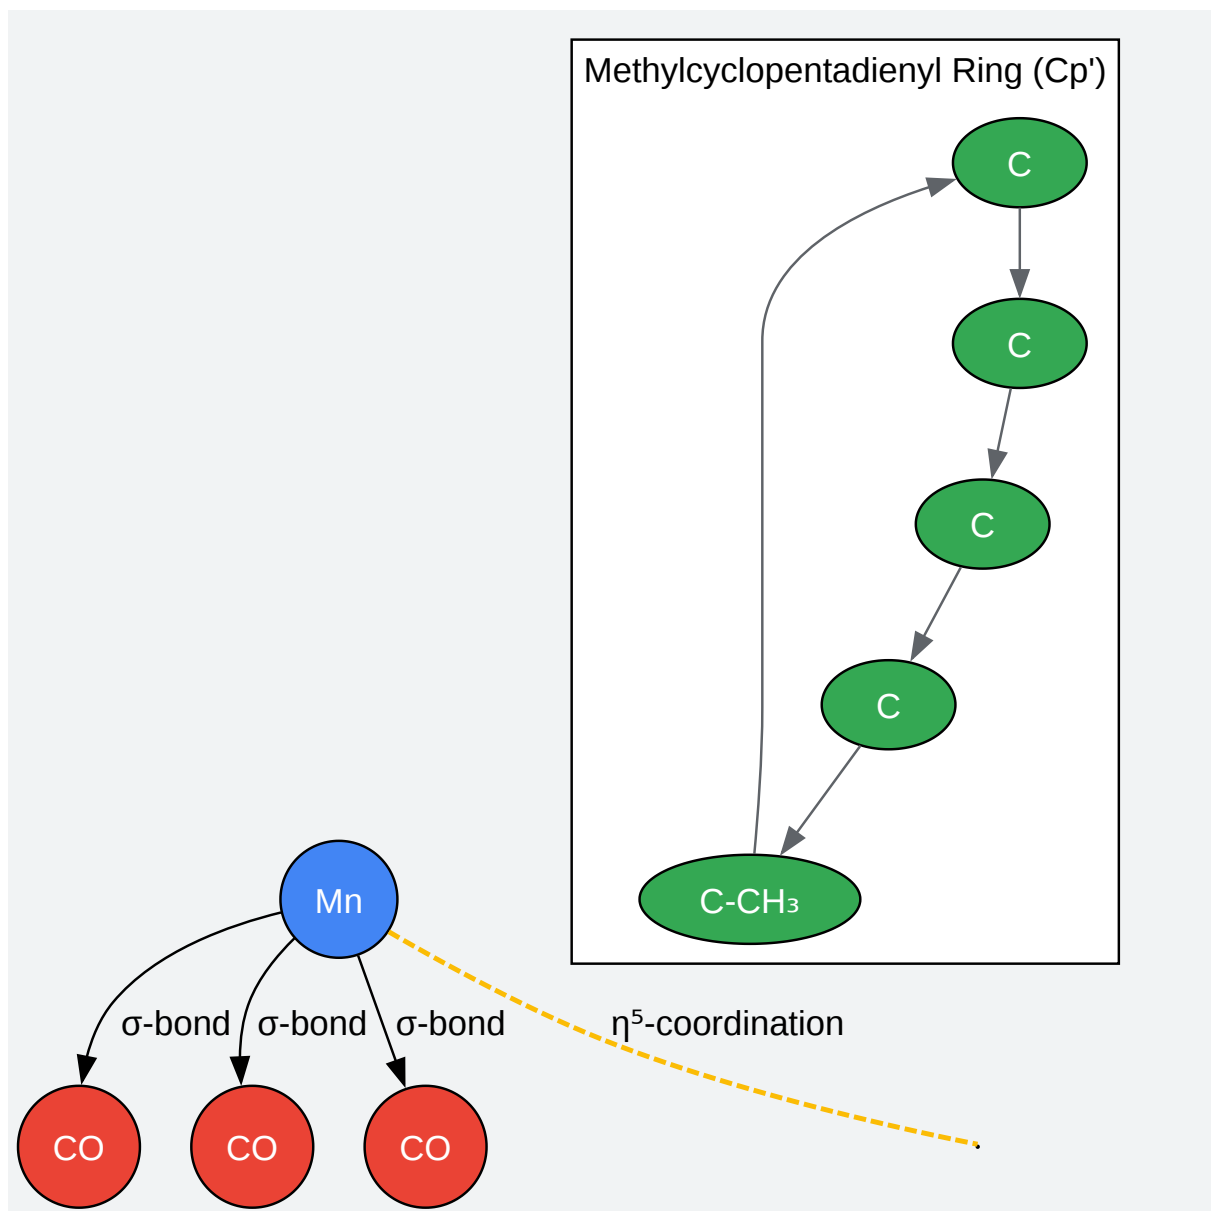 Methylcyclopentadienyl Ring (Cp')
C
C
C
C
C-CH₃
Mn
σ-bond
σ-bond
σ-bond
η⁵-coordination
CO
CO
CO